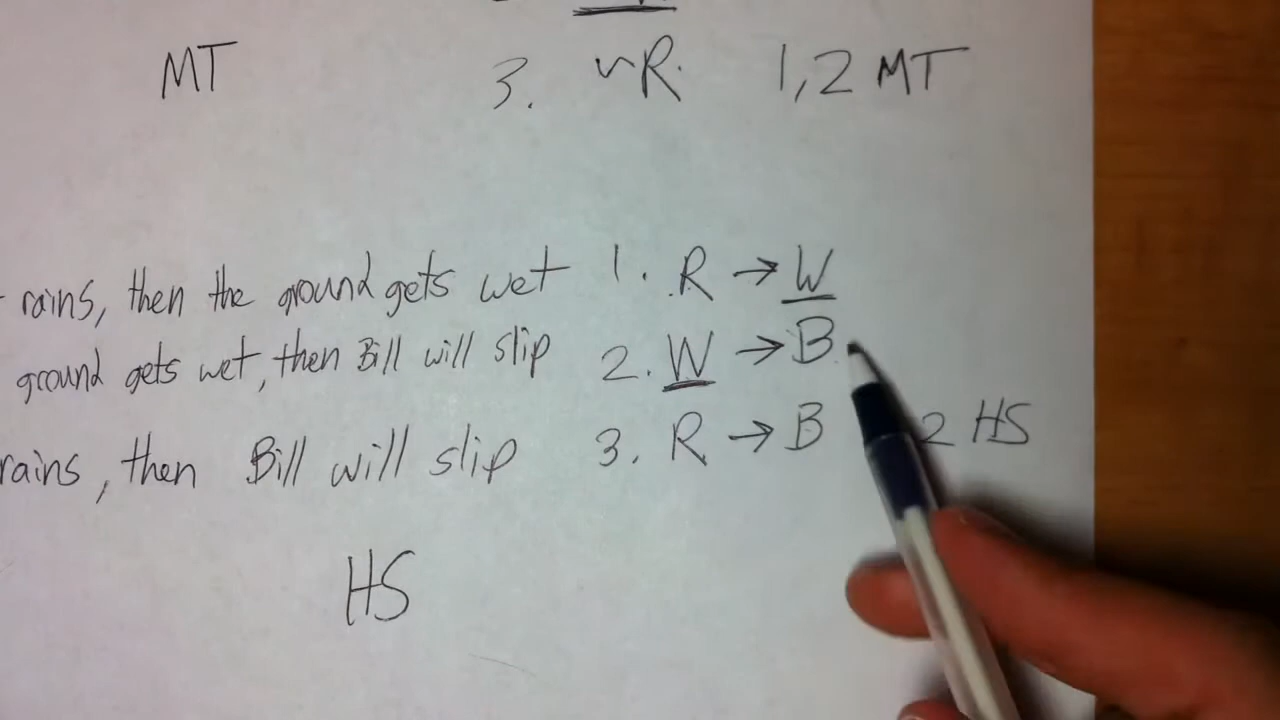 MT 3. ~R. 1,2 MT
rains, then the ground gets wet 1. R → W
ground gets wet, then Bill will slip 2. W → B
rains, then Bill will slip 3. R → B 2 HS
HS